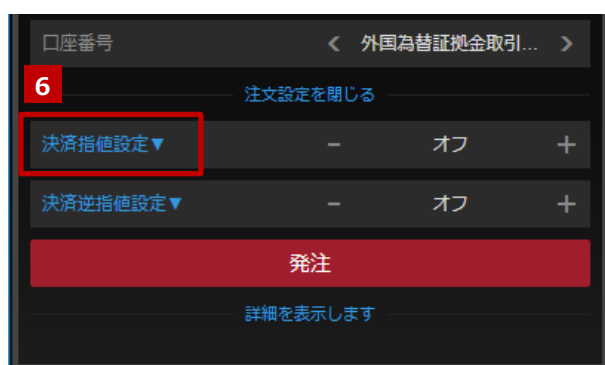 口座番号 < 外国為替証拠金取引... >
6
注文設定を閉じる
決済指値設定▼ − オフ +
決済逆指値設定▼ − オフ +
発注
詳細を表示します